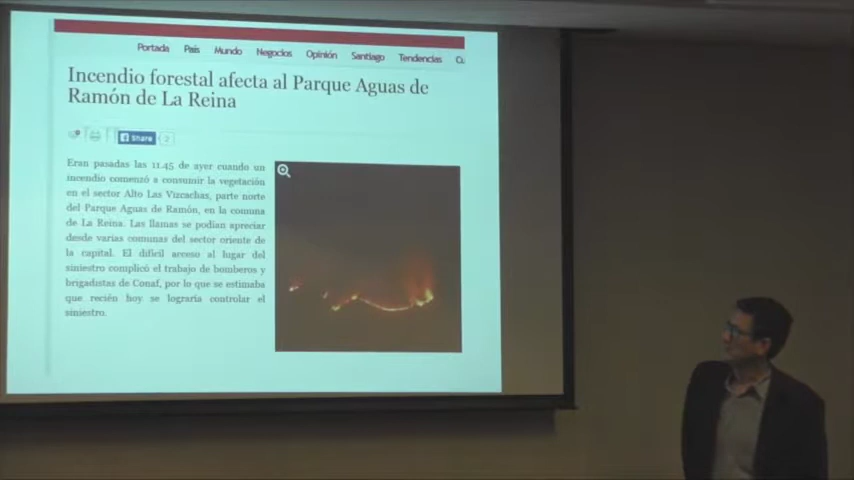 Portada País Mundo Negocios Opinión Santiago Tendencias Cu
Incendio forestal afecta al Parque Aguas de
Ramón de La Reina
Share 2
Eran pasadas las 11.45 de ayer cuando un
incendio comenzó a consumir la vegetación
en el sector Alto Las Vizcachas, parte norte
del Parque Aguas de Ramón, en la comuna
de La Reina. Las llamas se podían apreciar
desde varias comunas del sector oriente de
la capital. El difícil acceso al lugar del
siniestro complicó el trabajo de bomberos y
brigadistas de Conaf, por lo que se estimaba
que recién hoy se lograría controlar el
siniestro.